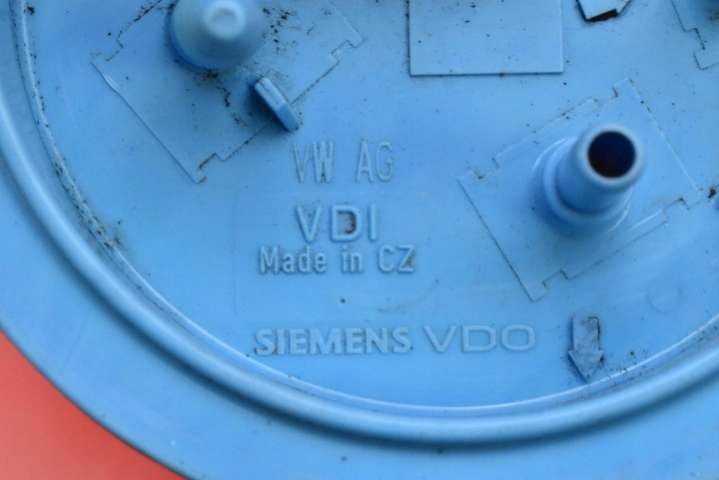 VW AG
VDI
Made in CZ
SIEMENS VDO